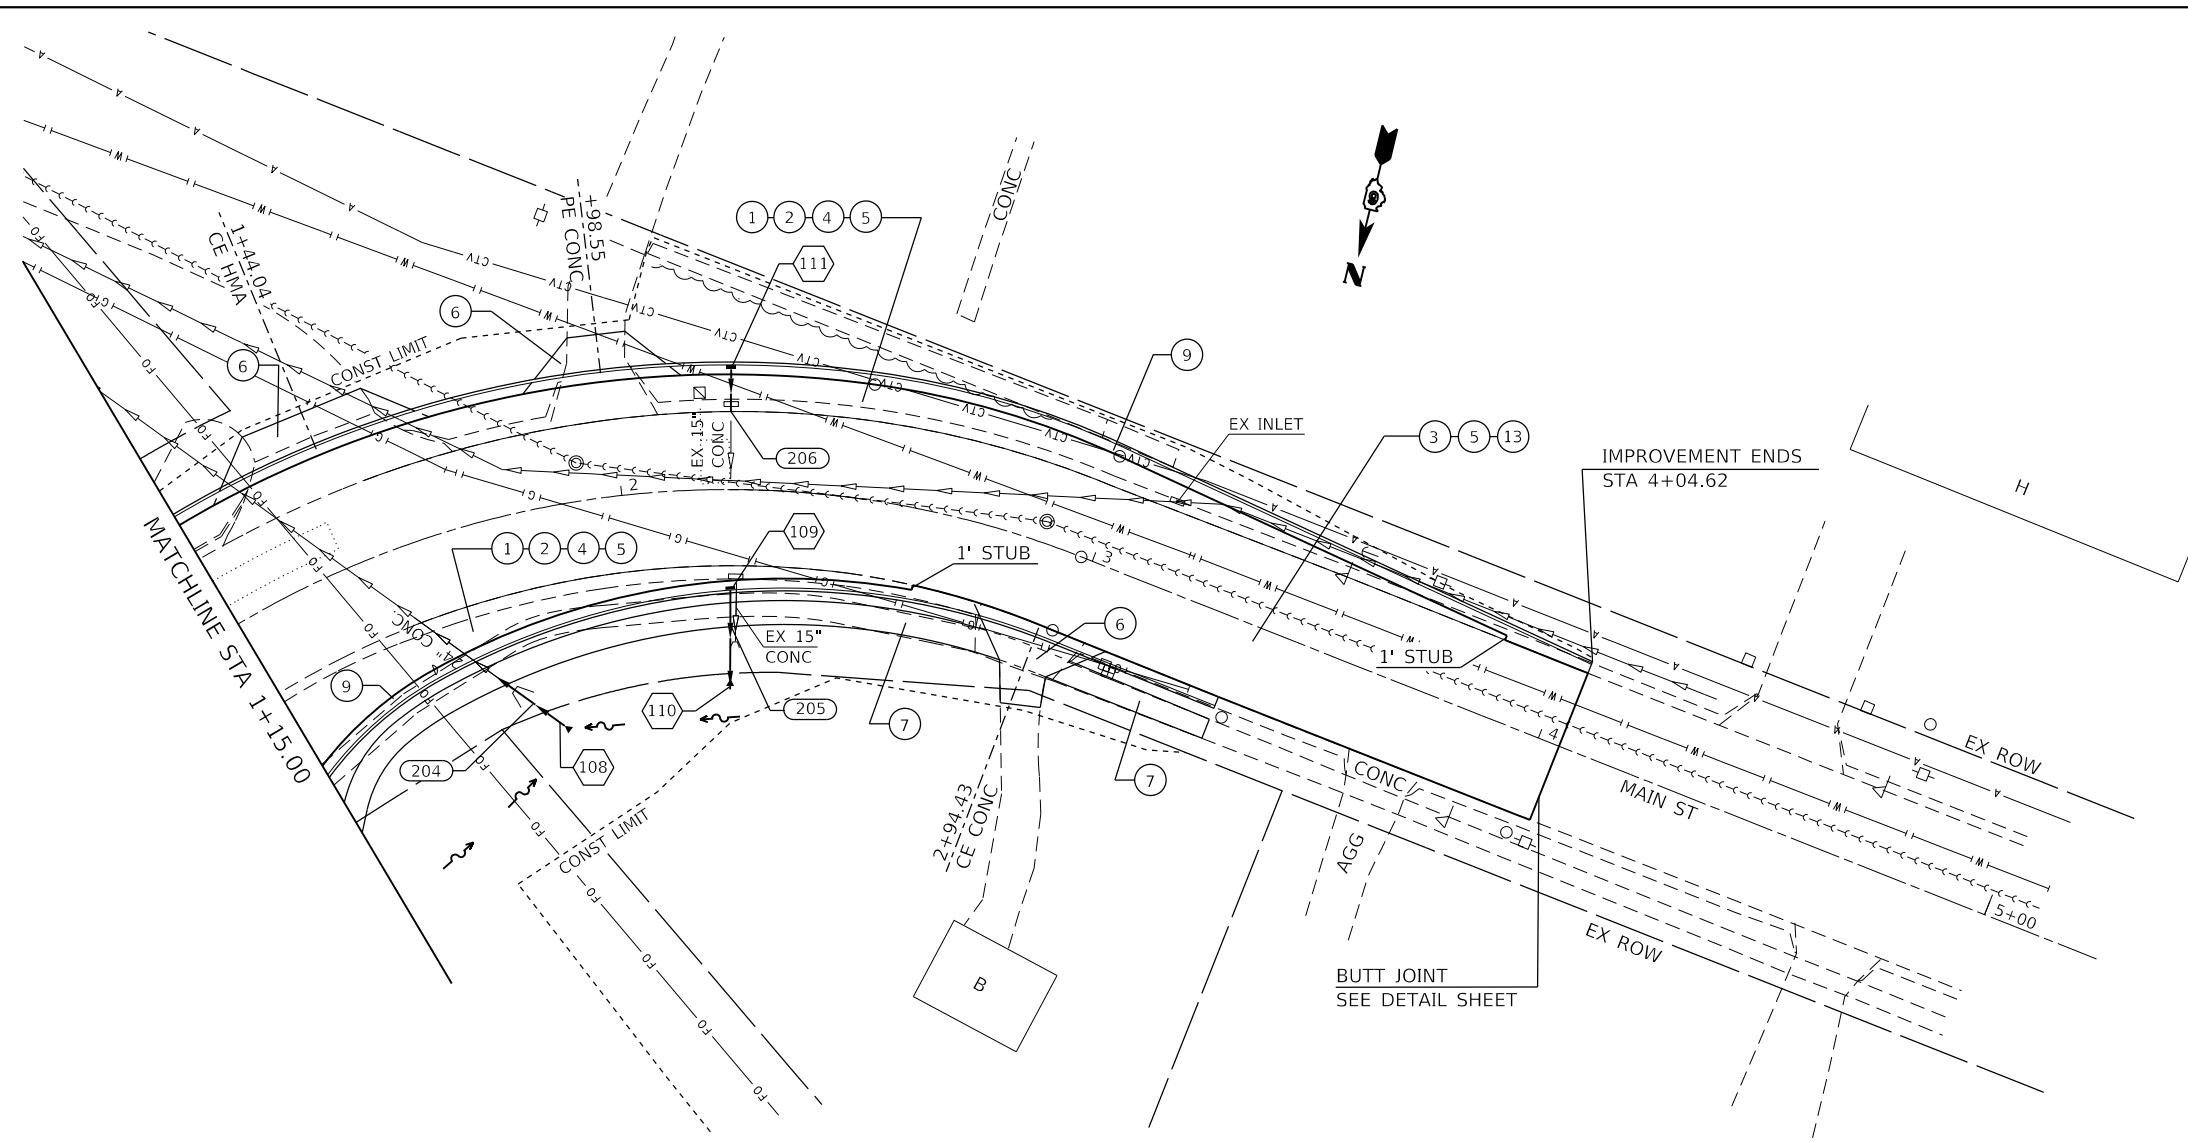 1 2 4 5
111
CONC
+98.55
PE CONC
1+44.04
CE HMA
6
6
CONST LIMIT
9
EX INLET
3 5 13
IMPROVEMENT ENDS
STA 4+04.62
H
N
EX 15"
CONC
206
2
109
1 2 4 5
1' STUB
3
MATCHLINE STA 1+15.00
24" CONC
EX 15"
CONC
6
1' STUB
9
110
205
7
204
108
7
4
EX ROW
MAIN ST
CONC
2+94.43
CE CONC
CONST LIMIT
AGG
5+00
EX ROW
B
BUTT JOINT
SEE DETAIL SHEET
A
W
CTV
FO
G